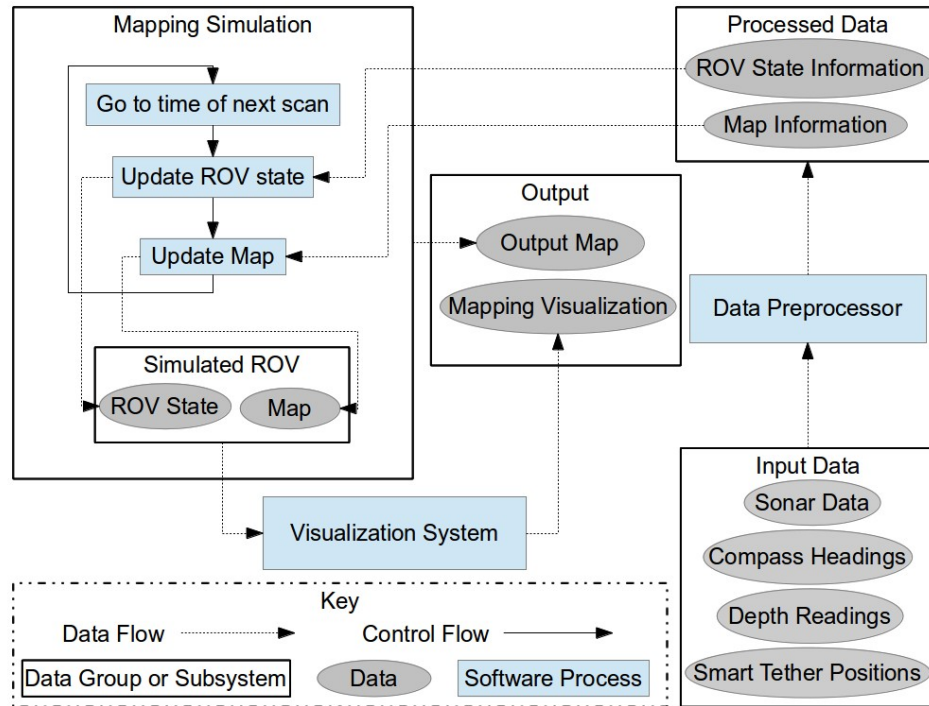 Mapping Simulation
Go to time of next scan
Update ROV state
Update Map
Simulated ROV
ROV State
Map
Processed Data
ROV State Information
Map Information
Output
Output Map
Mapping Visualization
Data Preprocessor
Visualization System
Input Data
Sonar Data
Compass Headings
Depth Readings
Smart Tether Positions
Key
Data Flow
Control Flow
Data Group or Subsystem
Data
Software Process